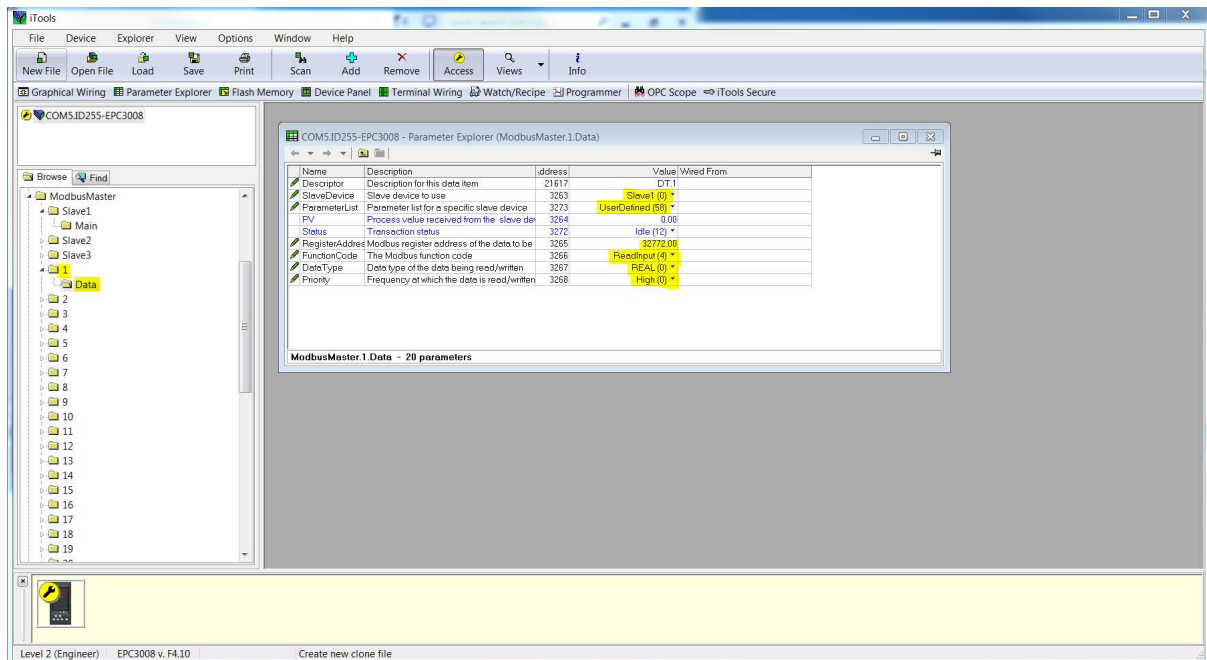 iTools
File Device Explorer View Options Window Help
New File Open File Load Save Print Scan Add Remove Access Views Info
Graphical Wiring Parameter Explorer Flash Memory Device Panel Terminal Wiring Watch/Recipe Programmer OPC Scope iTools Secure
COM5.ID255-EPC3008
Browse Find
ModbusMaster
Slave1
Main
Slave2
Slave3
1
Data
2
3
4
5
6
7
8
9
10
11
12
13
14
15
16
17
18
19
COM5.ID255-EPC3008 - Parameter Explorer (ModbusMaster.1.Data)
Name Description ddress Value Wired From
Descriptor Description for this data item 21617 DT.1
SlaveDevice Slave device to use 3263 Slave1 (0)
ParameterList Parameter list for a specific slave device 3273 UserDefined (58)
PV Process value received from the slave de 3264 0.00
Status Transaction status 3272 Idle (12)
RegisterAddres Modbus register address of the data to be 3265 32772.00
FunctionCode The Modbus function code 3266 ReadInput (4)
DataType Data type of the data being read/written 3267 REAL (0)
Priority Frequency at which the data is read/written 3268 High (0)
ModbusMaster.1.Data - 20 parameters
Level 2 (Engineer) EPC3008 v. F4.10 Create new clone file